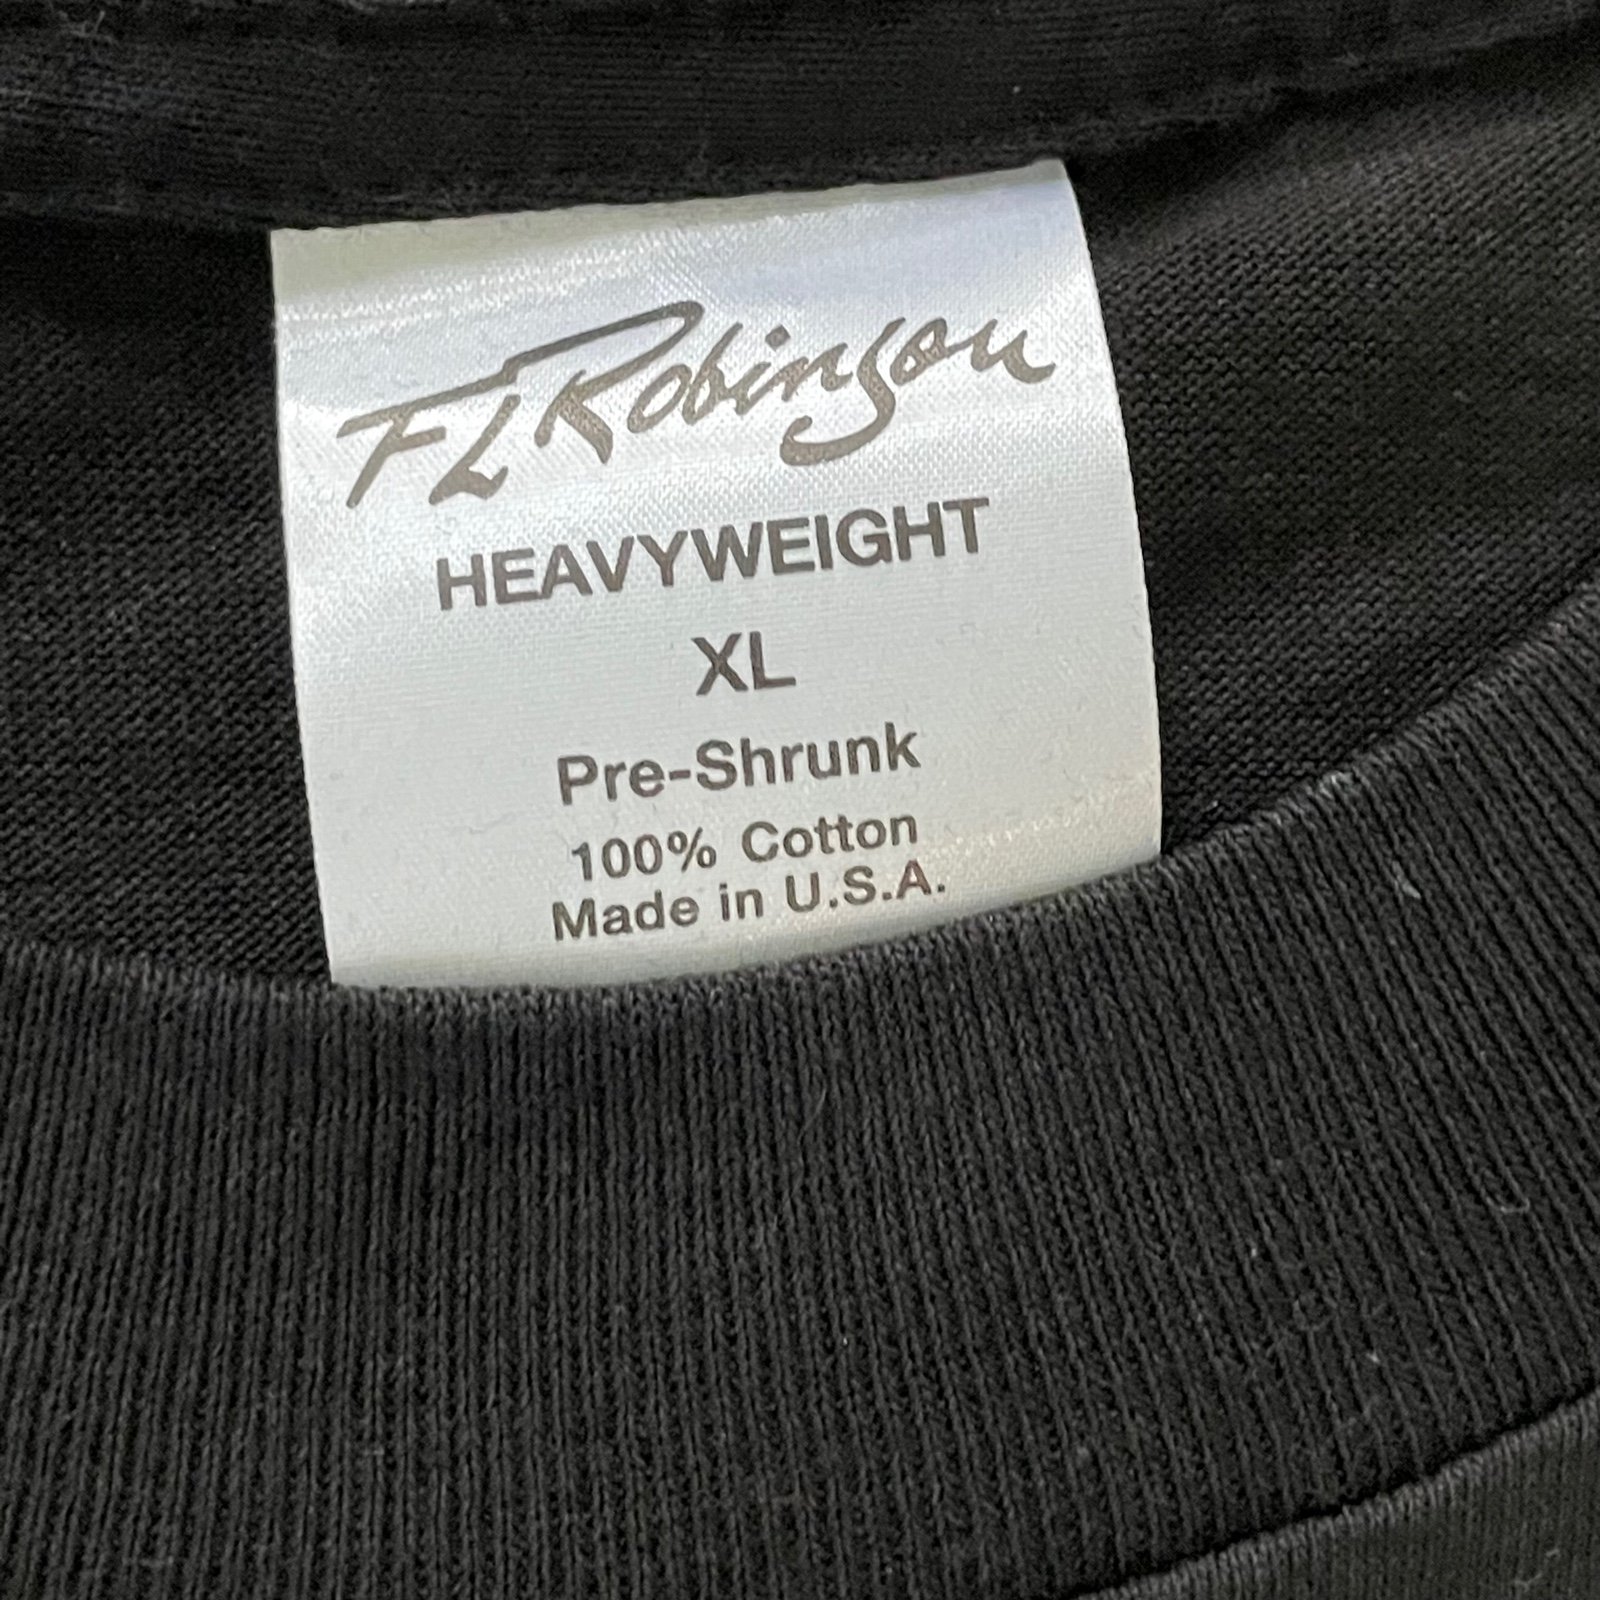 FL Robinson
HEAVYWEIGHT
XL
Pre-Shrunk
100% Cotton
Made in U.S.A.